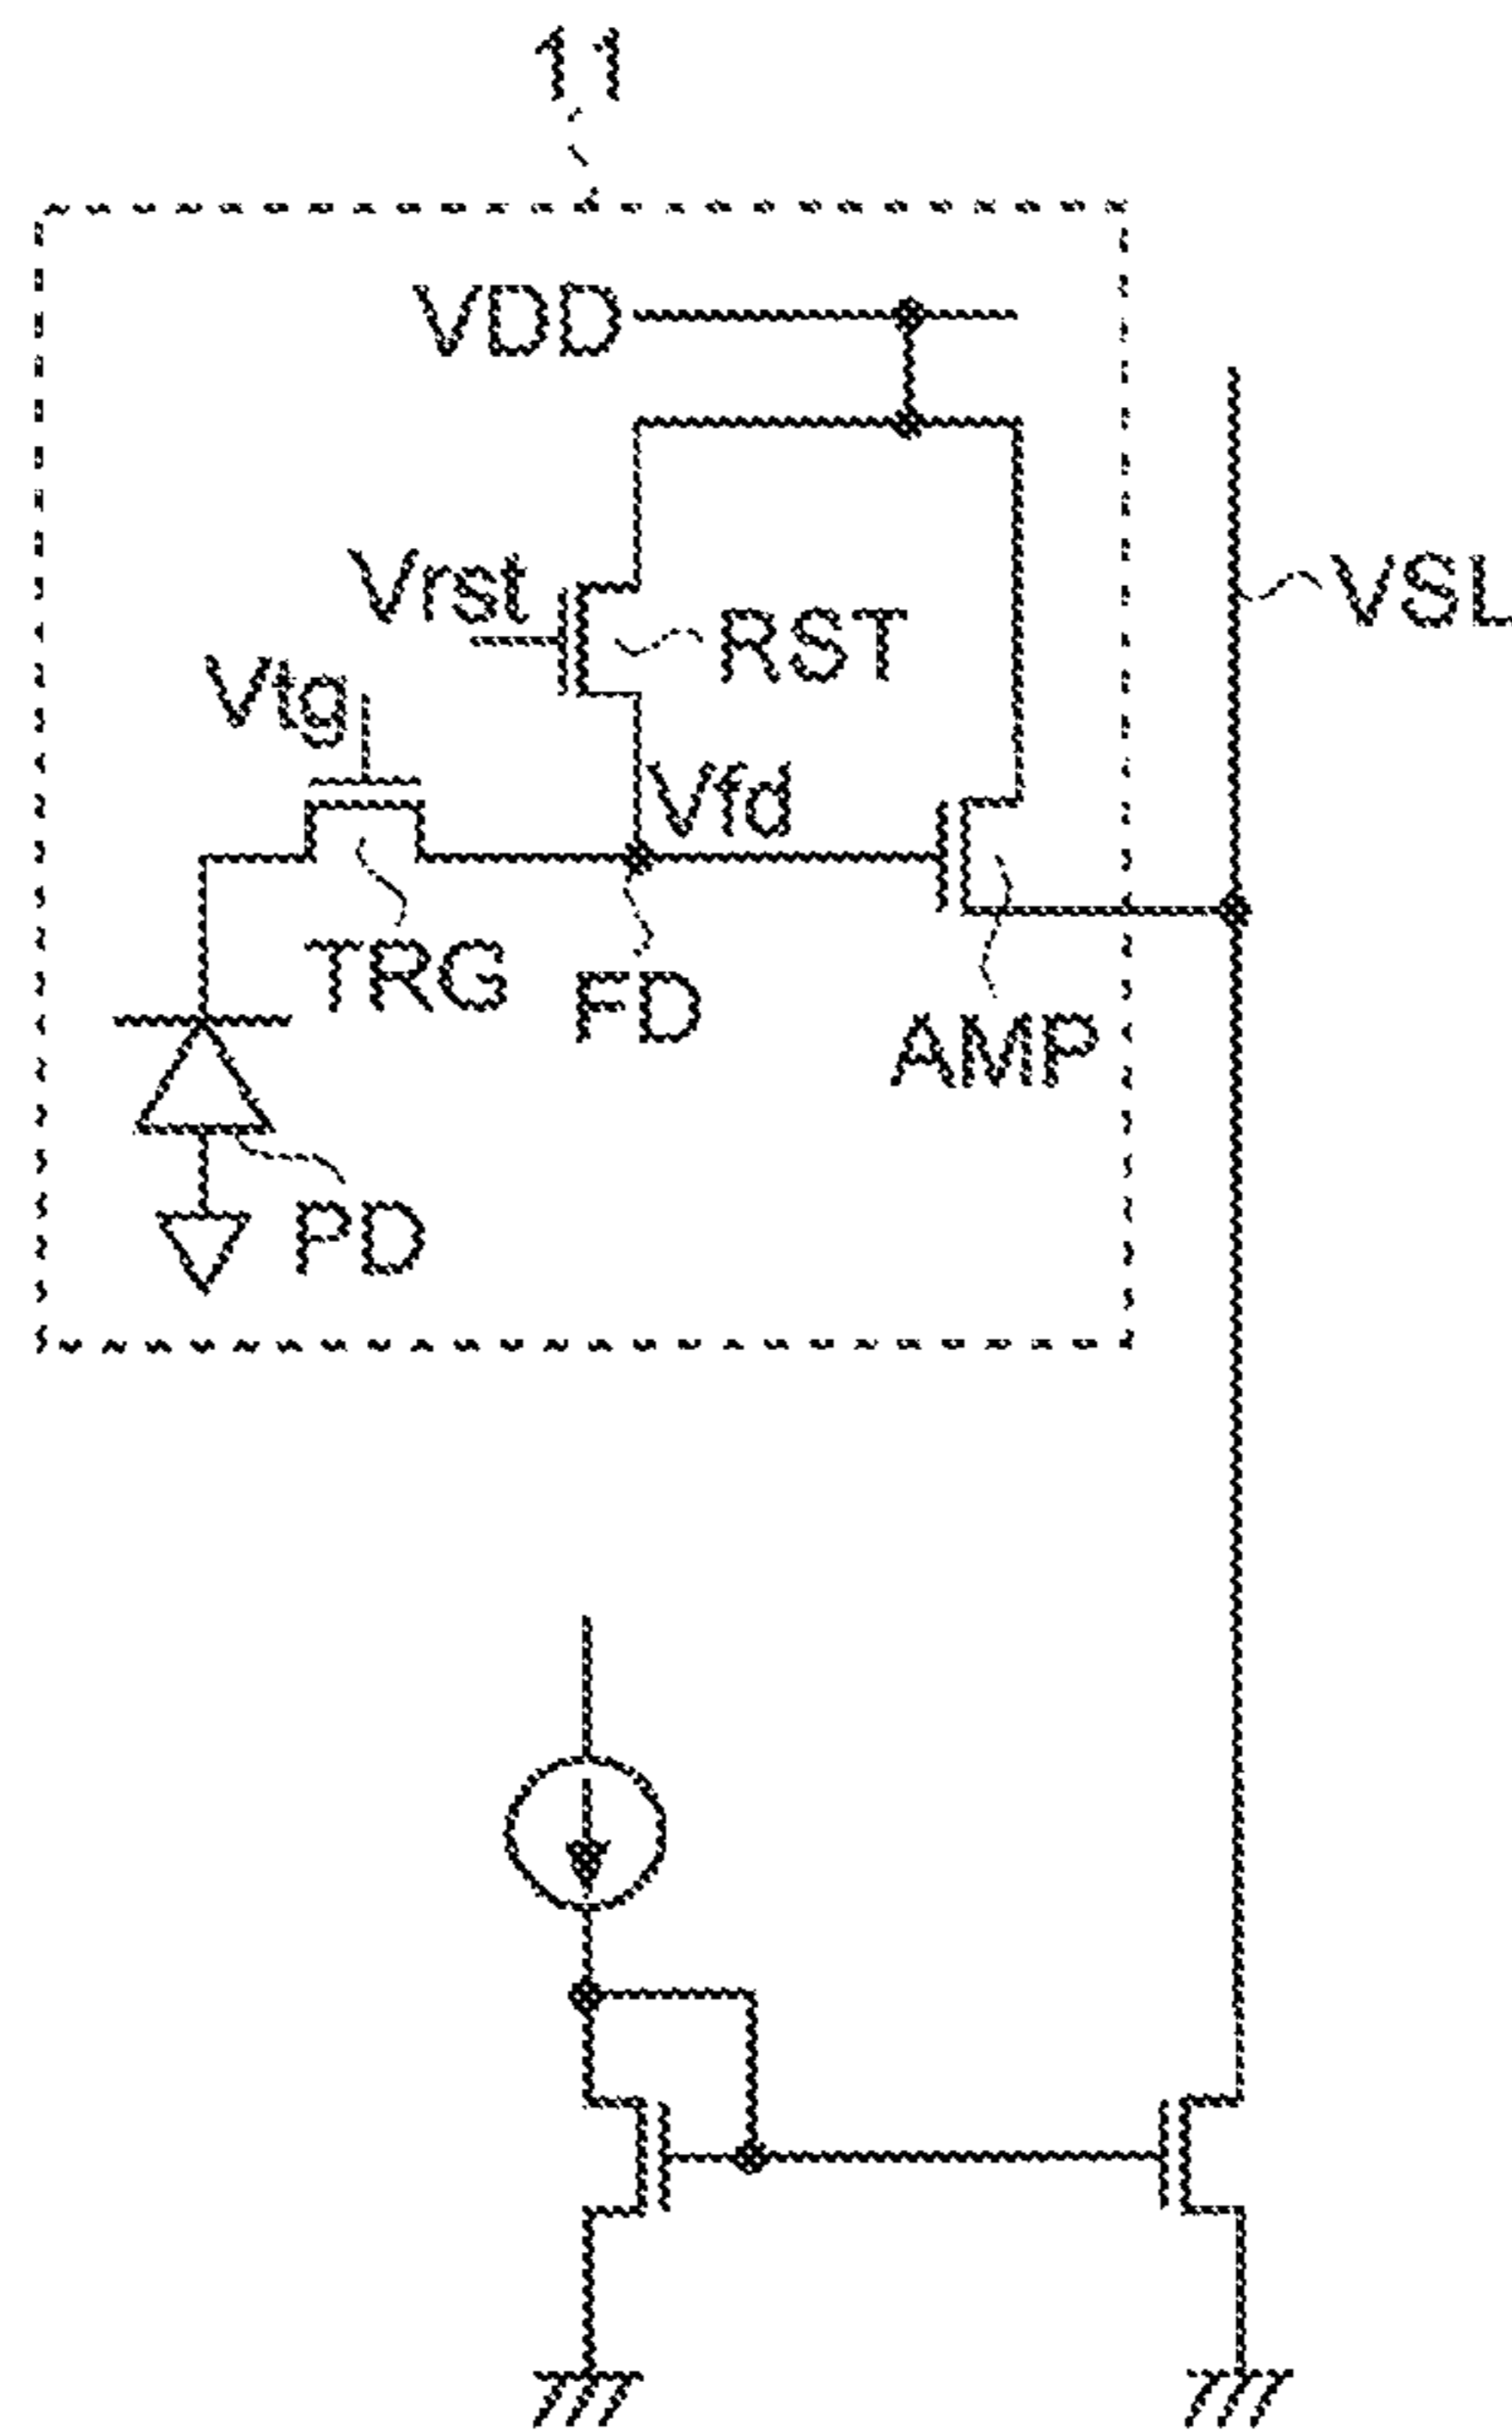 11
VDD
Vrst
VSL
RST
Vtg
Vfd
TRG
FD
AMP
PD